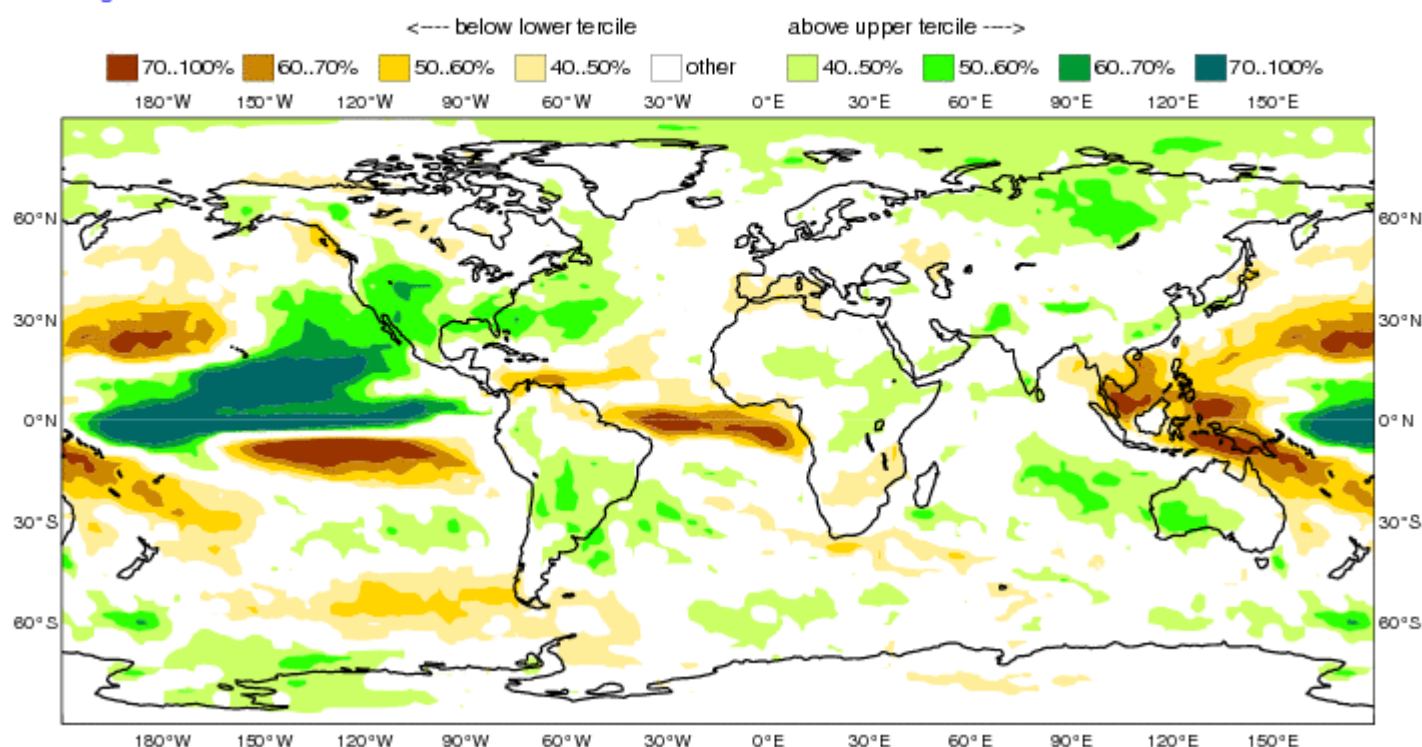 <---- below lower tercile above upper tercile ---->
70..100% 60..70% 50..60% 40..50% other 40..50% 50..60% 60..70% 70..100%
180°W 150°W 120°W 90°W 60°W 30°W 0°E 30°E 60°E 90°E 120°E 150°E
60°N 60°N
30°N 30°N
0°N 0°N
30°S 30°S
60°S 60°S
180°W 150°W 120°W 90°W 60°W 30°W 0°E 30°E 60°E 90°E 120°E 150°E